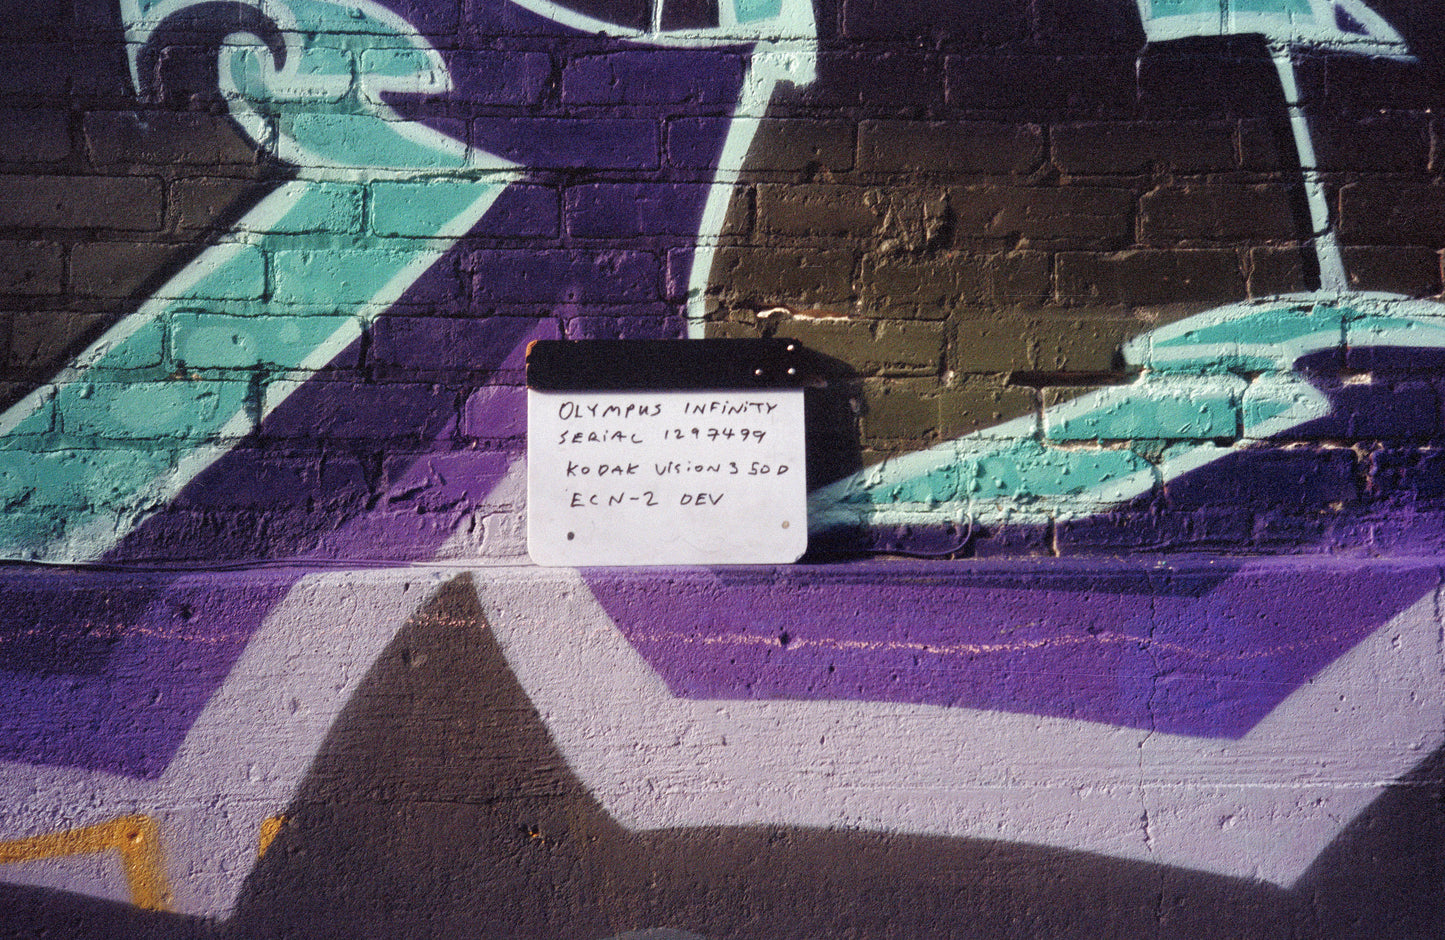 OLYMPUS INFINITY
SERIAL 1297499
KODAK VISION3 50D
ECN-2 DEV